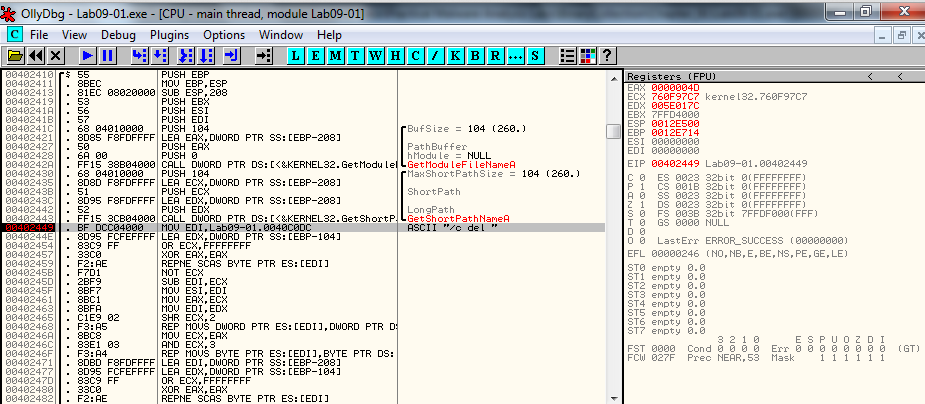 OllyDbg - Lab09-01.exe - [CPU - main thread, module Lab09-01]
C File View Debug Plugins Options Window Help
L E M T W H C / K B R ... S ?
00402410 $ 55 PUSH EBP
00402411 . 8BEC MOV EBP,ESP
00402413 . 81EC 08020000 SUB ESP,208
00402419 . 53 PUSH EBX
0040241A . 56 PUSH ESI
0040241B . 57 PUSH EDI
0040241C . 68 04010000 PUSH 104 BufSize = 104 (260.)
00402421 . 8D85 F8FDFFFF LEA EAX,DWORD PTR SS:[EBP-208]
00402427 . 50 PUSH EAX PathBuffer
00402428 . 6A 00 PUSH 0 hModule = NULL
0040242A . FF15 38B04000 CALL DWORD PTR DS:[<&KERNEL32.GetModule GetModuleFileNameA
00402430 . 68 04010000 PUSH 104 MaxShortPathSize = 104 (260.)
00402435 . 8D8D F8FDFFFF LEA ECX,DWORD PTR SS:[EBP-208]
0040243B . 51 PUSH ECX ShortPath
0040243C . 8D95 F8FDFFFF LEA EDX,DWORD PTR SS:[EBP-208]
00402442 . 52 PUSH EDX LongPath
00402443 . FF15 3CB04000 CALL DWORD PTR DS:[<&KERNEL32.GetShortP GetShortPathNameA
00402449 . BF DCC04000 MOV EDI,Lab09-01.0040C0DC ASCII "/c del "
0040244E . 8D95 FCFEFFFF LEA EDX,DWORD PTR SS:[EBP-104]
00402454 . 83C9 FF OR ECX,FFFFFFFF
00402457 . 33C0 XOR EAX,EAX
00402459 . F2:AE REPNE SCAS BYTE PTR ES:[EDI]
0040245B . F7D1 NOT ECX
0040245D . 2BF9 SUB EDI,ECX
0040245F . 8BF7 MOV ESI,EDI
00402461 . 8BC1 MOV EAX,ECX
00402463 . 8BFA MOV EDI,EDX
00402465 . C1E9 02 SHR ECX,2
00402468 . F3:A5 REP MOVS DWORD PTR ES:[EDI],DWORD PTR DS
0040246A . 8BC8 MOV ECX,EAX
0040246C . 83E1 03 AND ECX,3
0040246F . F3:A4 REP MOVS BYTE PTR ES:[EDI],BYTE PTR DS:
00402471 . 8DBD F8FDFFFF LEA EDI,DWORD PTR SS:[EBP-208]
00402477 . 8D95 FCFEFFFF LEA EDX,DWORD PTR SS:[EBP-104]
0040247D . 83C9 FF OR ECX,FFFFFFFF
00402480 . 33C0 XOR EAX,EAX
00402482 . F2:AE REPNE SCAS BYTE PTR ES:[EDI]
Registers (FPU) < <
EAX 0000004D
ECX 760F97C7 kernel32.760F97C7
EDX 005E017C
EBX 7FFD4000
ESP 0012E500
EBP 0012E714
ESI 00000000
EDI 00000000
EIP 00402449 Lab09-01.00402449
C 0 ES 0023 32bit 0(FFFFFFFF)
P 1 CS 001B 32bit 0(FFFFFFFF)
A 0 SS 0023 32bit 0(FFFFFFFF)
Z 1 DS 0023 32bit 0(FFFFFFFF)
S 0 FS 003B 32bit 7FFDF000(FFF)
T 0 GS 0000 NULL
D 0
O 0 LastErr ERROR_SUCCESS (00000000)
EFL 00000246 (NO,NB,E,BE,NS,PE,GE,LE)
ST0 empty 0.0
ST1 empty 0.0
ST2 empty 0.0
ST3 empty 0.0
ST4 empty 0.0
ST5 empty 0.0
ST6 empty 0.0
ST7 empty 0.0
3 2 1 0 E S P U O Z D I
FST 0000 Cond 0 0 0 0 Err 0 0 0 0 0 0 0 0 (GT)
FCW 027F Prec NEAR,53 Mask 1 1 1 1 1 1